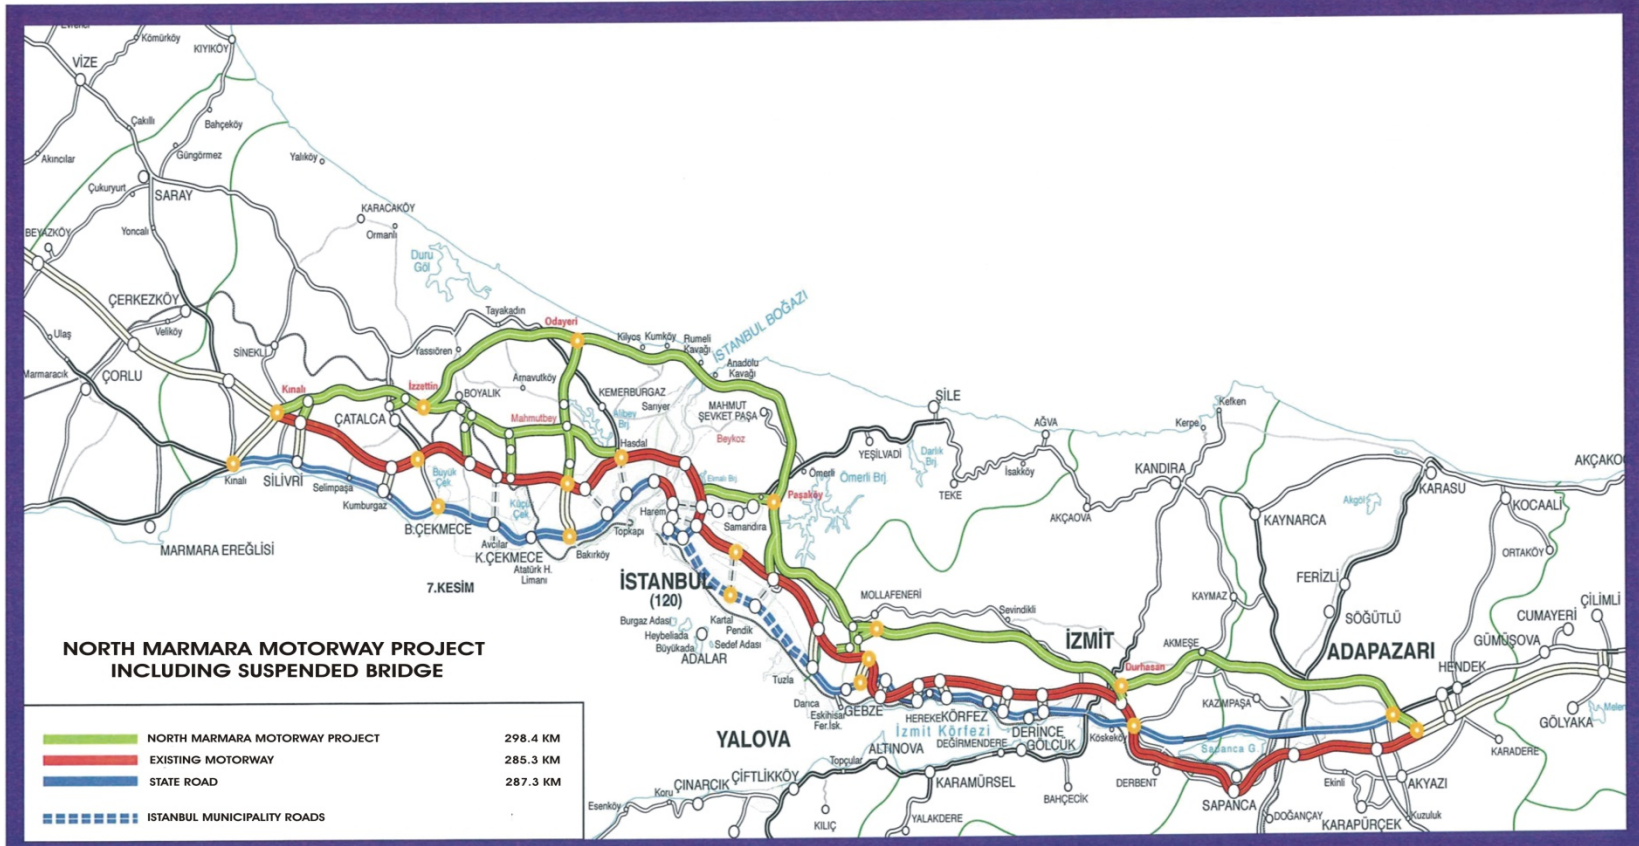 Kömürköy
KIYIKÖY
VİZE
Çakıllı
Bahçeköy
Akıncılar
Güngörmez
Yalıköy
Çukuryurt
SARAY
KARACAKÖY
Ormanlı
BEYAZKÖY
Yoncalı
Duru
Göl
ÇERKEZKÖY
Veliköy
Ulaş
Tayakadın
Odayeri
Kilyos
Kumköy
Rumeli
Kavağı
İSTANBUL BOĞAZI
SİNEKLİ
Yassıören
Anadolu
Kavağı
Marmaracık
ÇORLU
Kınalı
İzzettin
Arnavutköy
BOYALIK
KEMERBURGAZ
Sarıyer
MAHMUT
ŞEVKET PAŞA
ŞİLE
Kefken
ÇATALCA
Mahmutbey
Alibey
Brj.
Beykoz
AĞVA
Kerpe
Hasdal
YEŞİLVADİ
Darlık
Brj.
Kınalı
SİLİVRİ
Selimpaşa
Kumburgaz
Büyük
Çek
Elmalı Brj.
Ömerli
Ömerli Brj.
İsakköy
KANDIRA
AKÇAKO
TEKE
Paşaköy
KARASU
Küçük
Çek
Harem
Samandıra
AKÇAOVA
Akgöl
KAYNARCA
KOCAALİ
MARMARA EREĞLİSİ
B.ÇEKMECE
Avcılar
K.ÇEKMECE
Atatürk H.
Limanı
Bakırköy
Topkapı
ORTAKÖY
7.KESİM
İSTANBUL
(120)
FERİZLİ
MOLLAFENERİ
Sevindikli
KAYMAZ
Burgaz Adası
Heybeliada
Büyükada
ADALAR
Kartal
Pendik
Sedef Adası
SÖĞÜTLÜ
CUMAYERİ
ÇİLİMLİ
GÜMÜŞOVA
İZMİT
AKMEŞE
ADAPAZARI
HENDEK
Durhasan
Tuzla
Darıca
Eskihisar
Fer.İsk.
GEBZE
HEREKE
KÖRFEZ
İzmit Körfezi
DERİNCE
GÖLCÜK
DEĞİRMENDERE
Köseköy
KAZIMPAŞA
GÖLYAKA
Melen
YALOVA
ALTINOVA
Topçular
Sapanca G.
KARADERE
ÇİFTLİKKÖY
KARAMÜRSEL
DERBENT
Ekinli
AKYAZI
Esenköy
Koru
ÇINARCIK
BAHÇECİK
SAPANCA
KILIÇ
YALAKDERE
DOĞANÇAY
KARAPÜRÇEK
Kuzuluk
NORTH MARMARA MOTORWAY PROJECT
INCLUDING SUSPENDED BRIDGE
NORTH MARMARA MOTORWAY PROJECT 298.4 KM
EXISTING MOTORWAY 285.3 KM
STATE ROAD 287.3 KM
ISTANBUL MUNICIPALITY ROADS